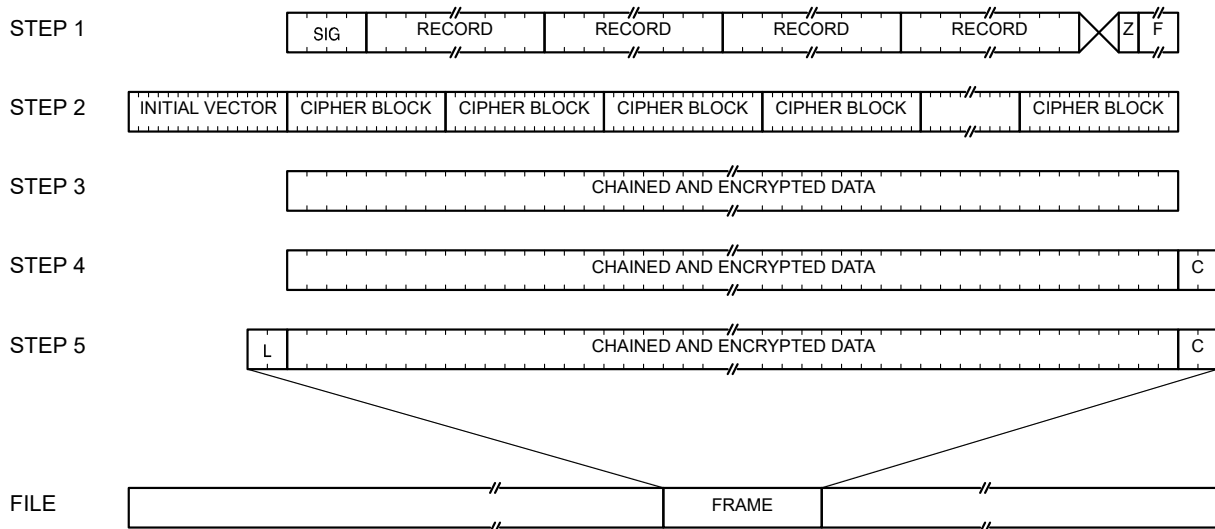 STEP 1 SIG RECORD RECORD RECORD RECORD Z F
STEP 2 INITIAL VECTOR CIPHER BLOCK CIPHER BLOCK CIPHER BLOCK CIPHER BLOCK CIPHER BLOCK
STEP 3 CHAINED AND ENCRYPTED DATA
STEP 4 CHAINED AND ENCRYPTED DATA C
STEP 5 L CHAINED AND ENCRYPTED DATA C
FILE FRAME